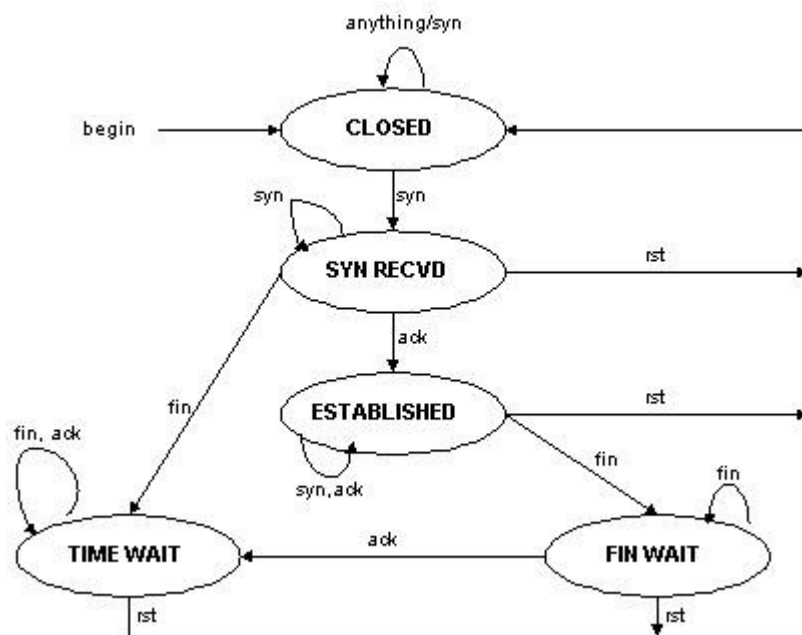 anything/syn
begin
CLOSED
syn
syn
SYN RECVD
rst
ack
ESTABLISHED
rst
fin
fin, ack
syn,ack
fin
fin
TIME WAIT
ack
FIN WAIT
rst
rst